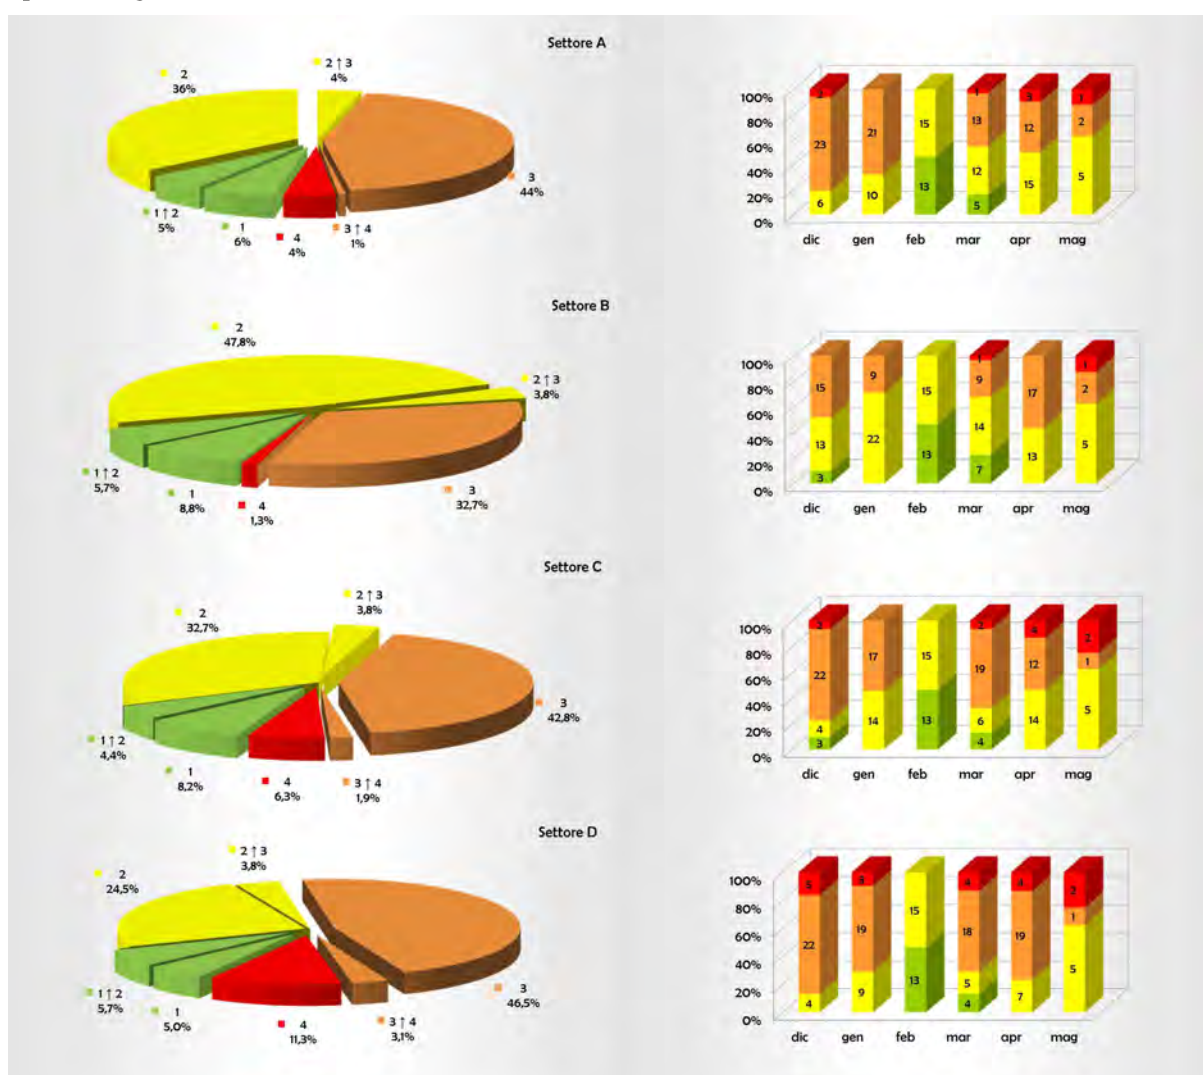 Settore A
2 ↑ 3
4%
2
36%
3
44%
1 ↑ 2
5%
1
6%
4
4%
3 ↑ 4
1%
100%
80%
60%
40%
20%
0%
2 1 3 1
23 21 15 13 12 2
6 10 13 12 15 5
5
dic gen feb mar apr mag
Settore B
2
47,8%
2 ↑ 3
3,8%
1 ↑ 2
5,7%
1
8,8%
4
1,3%
3
32,7%
100%
80%
60%
40%
20%
0%
1 1
15 9 15 9 17 2
13 22 13 14 13 5
3 7
dic gen feb mar apr mag
Settore C
2 ↑ 3
3,8%
2
32,7%
3
42,8%
1 ↑ 2
4,4%
1
8,2%
4
6,3%
3 ↑ 4
1,9%
100%
80%
60%
40%
20%
0%
2 2 4 2
22 17 15 19 12 1
4 14 13 6 14 5
3 4
dic gen feb mar apr mag
Settore D
2 ↑ 3
3,8%
2
24,5%
3
46,5%
1 ↑ 2
5,7%
1
5,0%
4
11,3%
3 ↑ 4
3,1%
100%
80%
60%
40%
20%
0%
5 4 4 2
22 19 15 18 19 1
4 9 13 5 7 5
4
dic gen feb mar apr mag